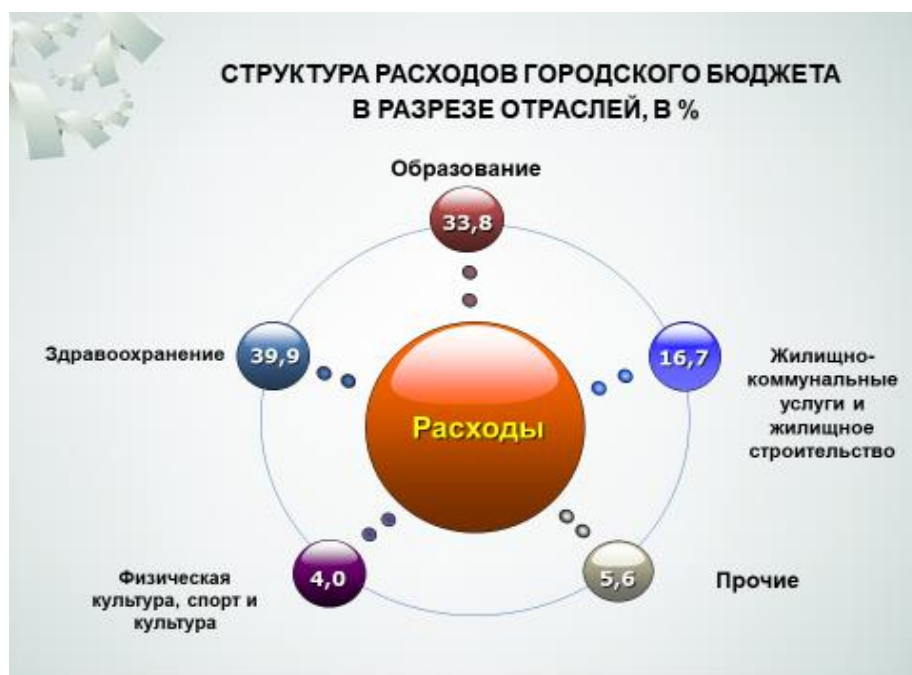 СТРУКТУРА РАСХОДОВ ГОРОДСКОГО БЮДЖЕТА
В РАЗРЕЗЕ ОТРАСЛЕЙ, В %
Образование
33,8
Здравоохранение
39,9
16,7
Жилищно-
коммунальные
услуги и
жилищное
строительство
Расходы
Физическая
культура, спорт и
культура
4,0
5,6
Прочие